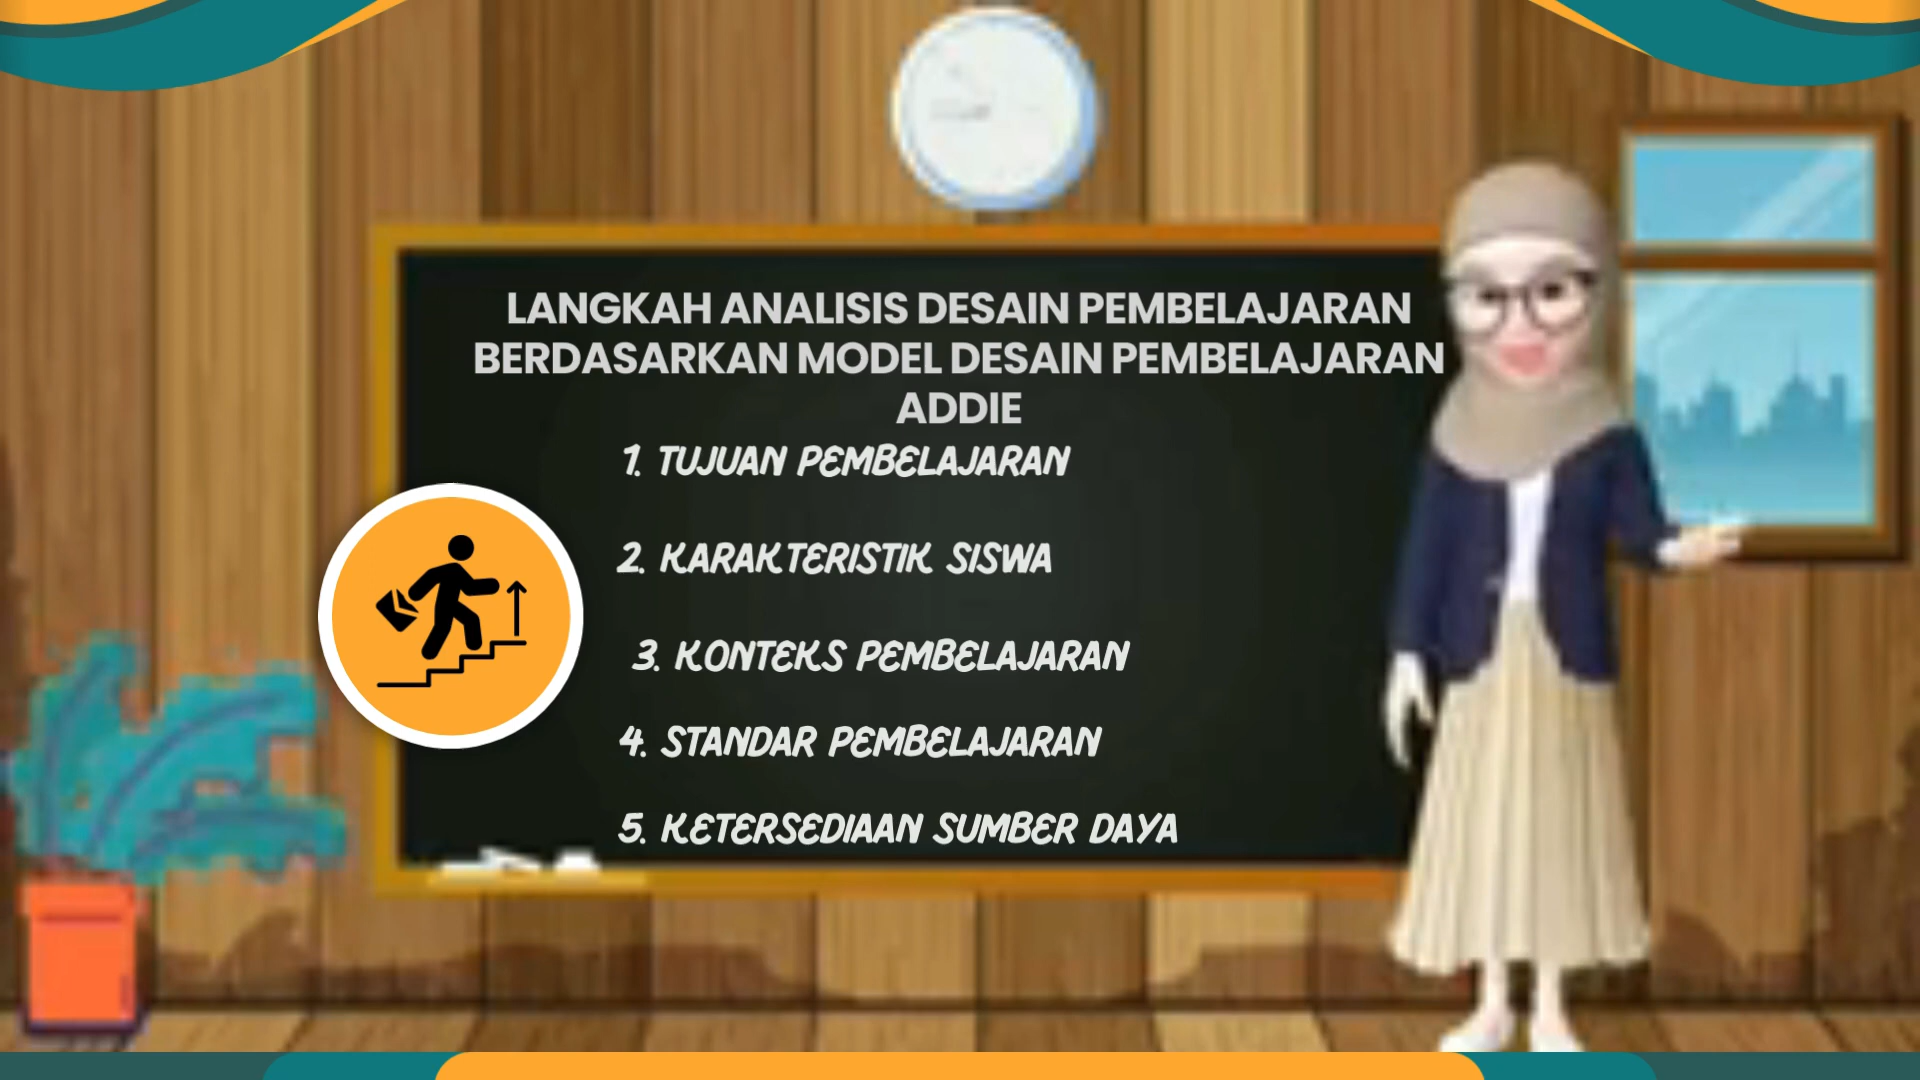 LANGKAH ANALISIS DESAIN PEMBELAJARAN
BERDASARKAN MODEL DESAIN PEMBELAJARAN
ADDIE
1. TUJUAN PEMBELAJARAN
2. KARAKTERISTIK SISWA
3. KONTEKS PEMBELAJARAN
4. STANDAR PEMBELAJARAN
5. KETERSEDIAAN SUMBER DAYA